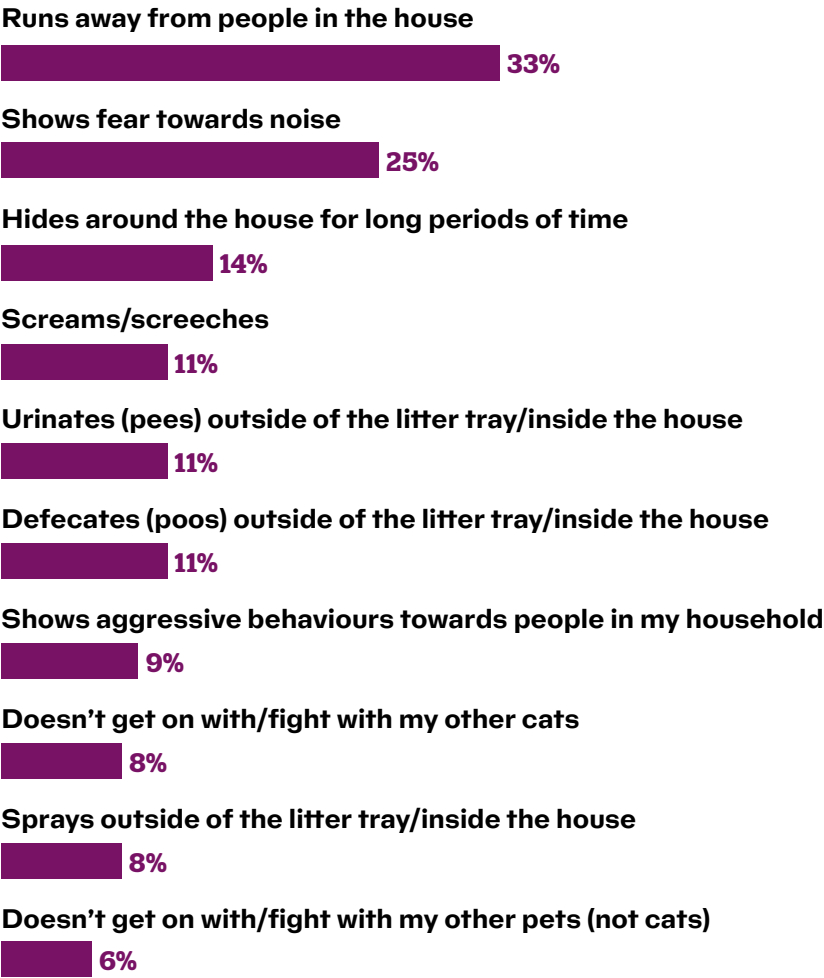 Runs away from people in the house
33%
Shows fear towards noise
25%
Hides around the house for long periods of time
14%
Screams/screeches
11%
Urinates (pees) outside of the litter tray/inside the house
11%
Defecates (poos) outside of the litter tray/inside the house
11%
Shows aggressive behaviours towards people in my household
9%
Doesn’t get on with/fight with my other cats
8%
Sprays outside of the litter tray/inside the house
8%
Doesn’t get on with/fight with my other pets (not cats)
6%